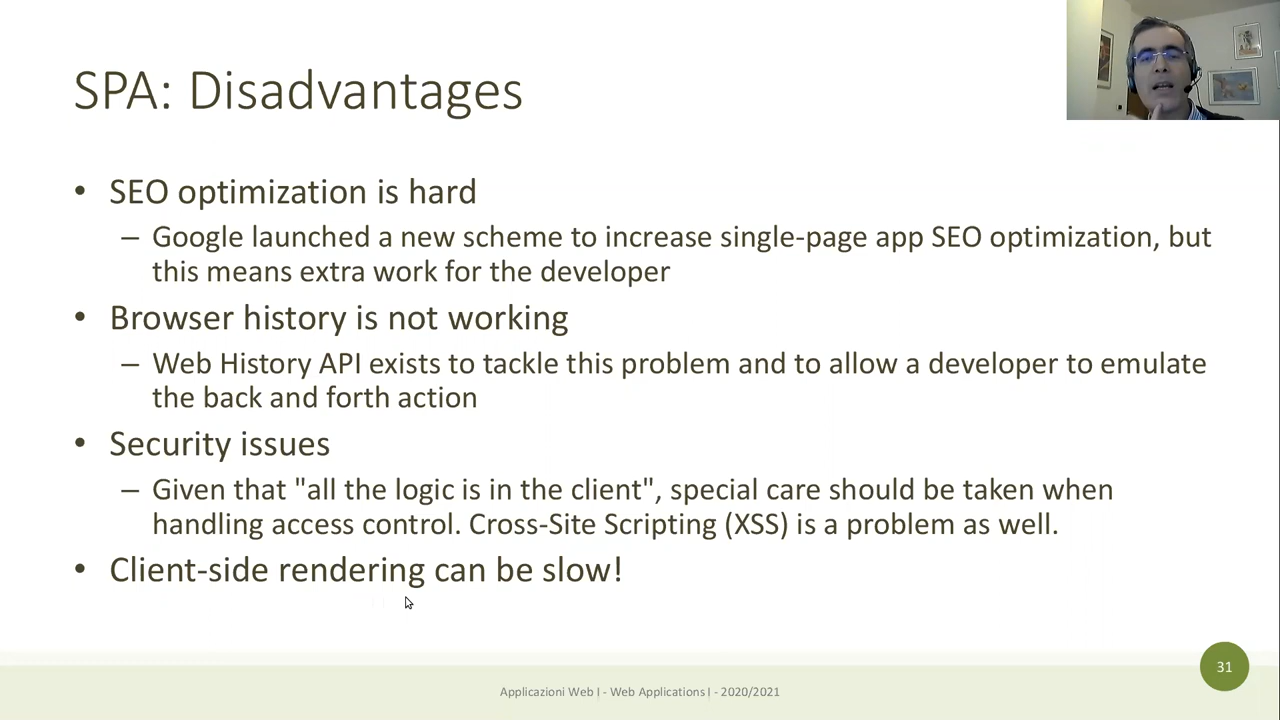 SPA: Disadvantages
• SEO optimization is hard
– Google launched a new scheme to increase single-page app SEO optimization, but
this means extra work for the developer
• Browser history is not working
– Web History API exists to tackle this problem and to allow a developer to emulate
the back and forth action
• Security issues
– Given that "all the logic is in the client", special care should be taken when
handling access control. Cross-Site Scripting (XSS) is a problem as well.
• Client-side rendering can be slow!
31
Applicazioni Web I - Web Applications I - 2020/2021